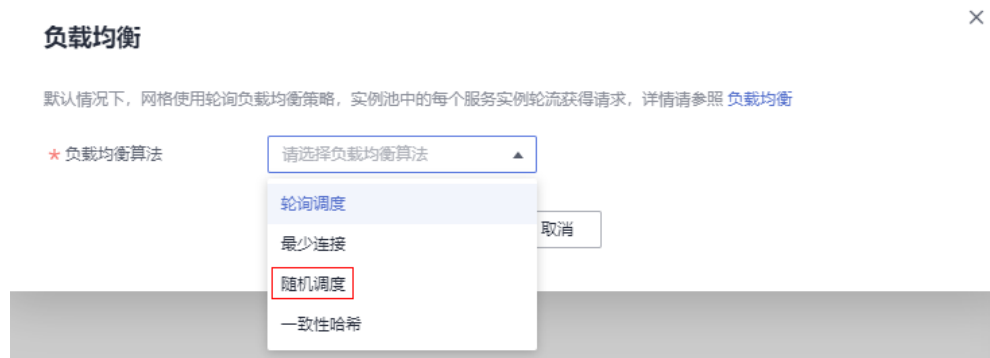 负载均衡
默认情况下，网格使用轮询负载均衡策略，实例池中的每个服务实例轮流获得请求，详情请参照 负载均衡
* 负载均衡算法 请选择负载均衡算法
轮询调度
取消
最少连接
随机调度
一致性哈希